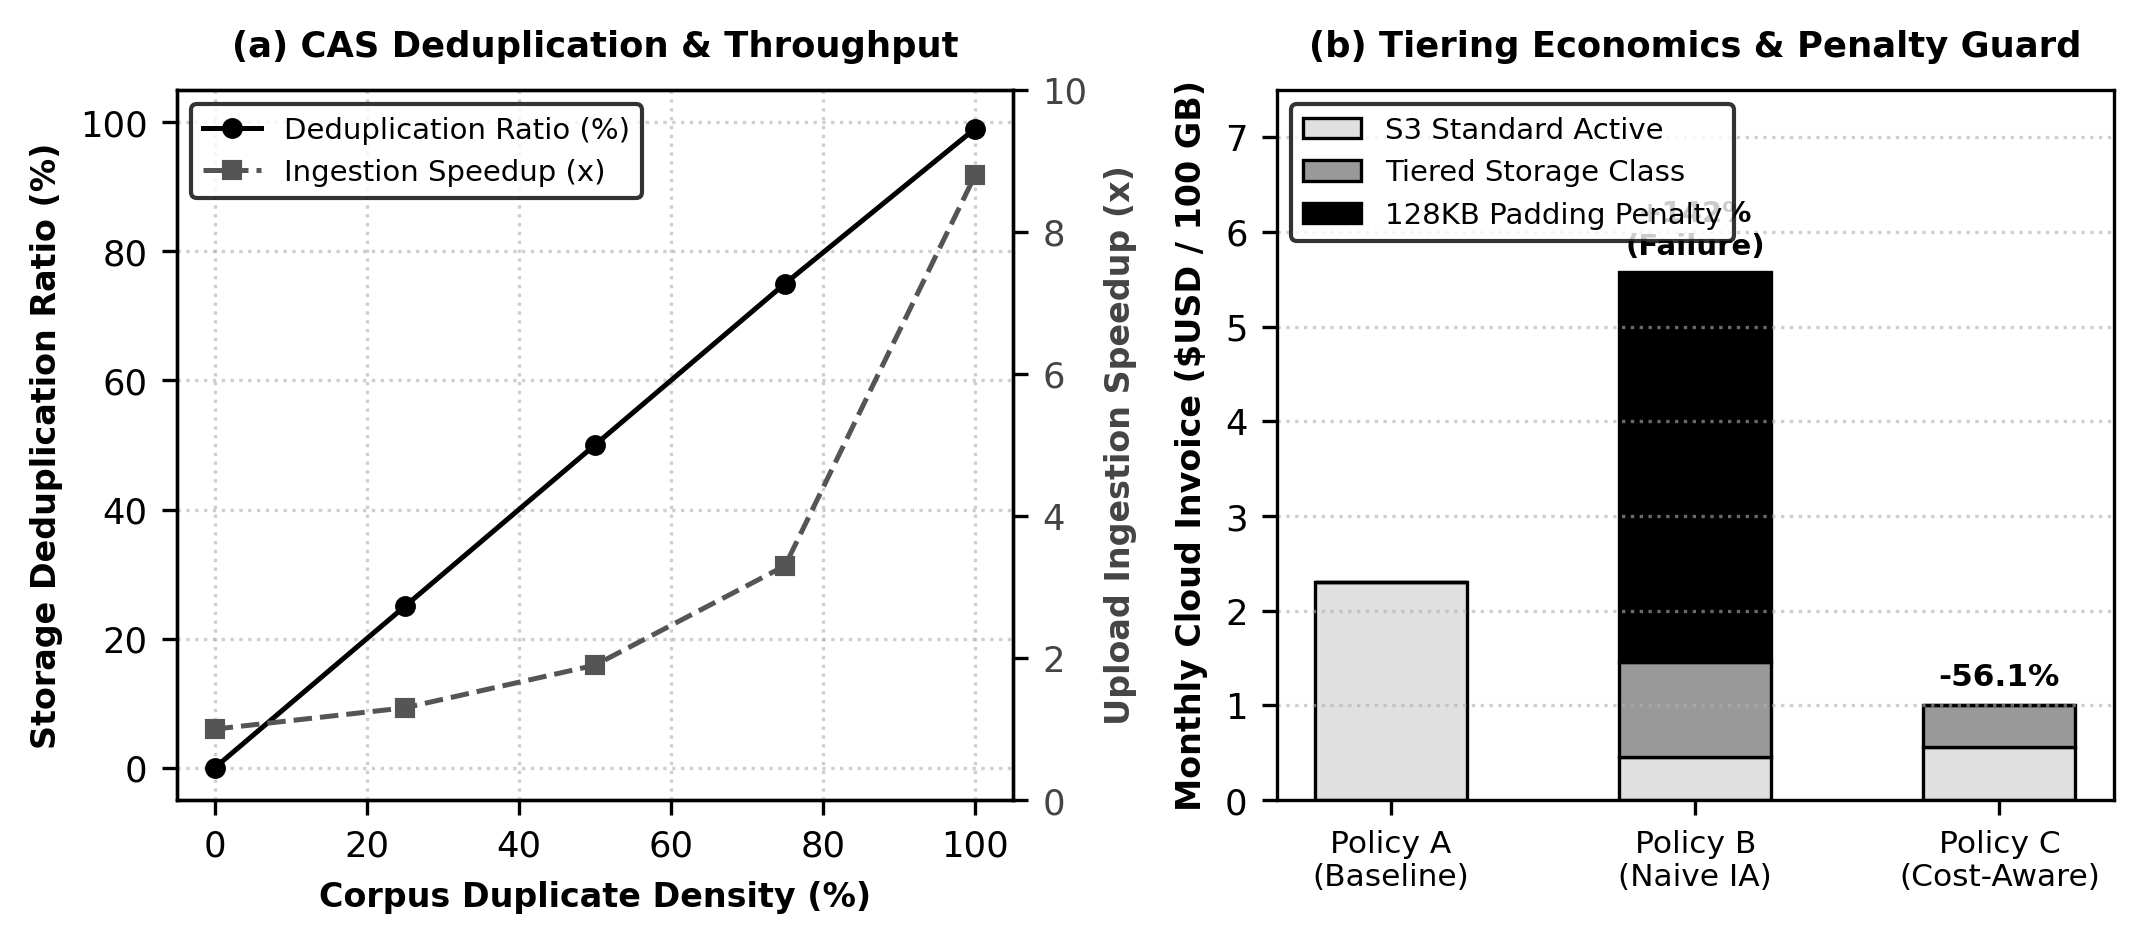 (a) CAS Deduplication & Throughput
Storage Deduplication Ratio (%)
100
80
60
40
20
0
Deduplication Ratio (%)
Ingestion Speedup (x)
10
8
6
4
2
0
Upload Ingestion Speedup (x)
0 20 40 60 80 100
Corpus Duplicate Density (%)
(b) Tiering Economics & Penalty Guard
Monthly Cloud Invoice ($USD / 100 GB)
7
6
5
4
3
2
1
0
S3 Standard Active
Tiered Storage Class
128KB Padding Penalty
(Failure)
-56.1%
Policy A
(Baseline)
Policy B
(Naive IA)
Policy C
(Cost-Aware)